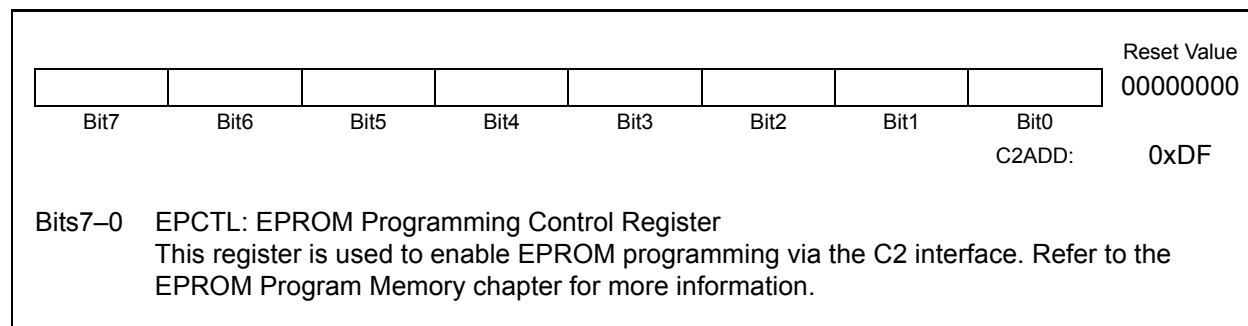 Reset Value
00000000
Bit7 Bit6 Bit5 Bit4 Bit3 Bit2 Bit1 Bit0
C2ADD: 0xDF
Bits7–0 EPCTL: EPROM Programming Control Register
This register is used to enable EPROM programming via the C2 interface. Refer to the
EPROM Program Memory chapter for more information.